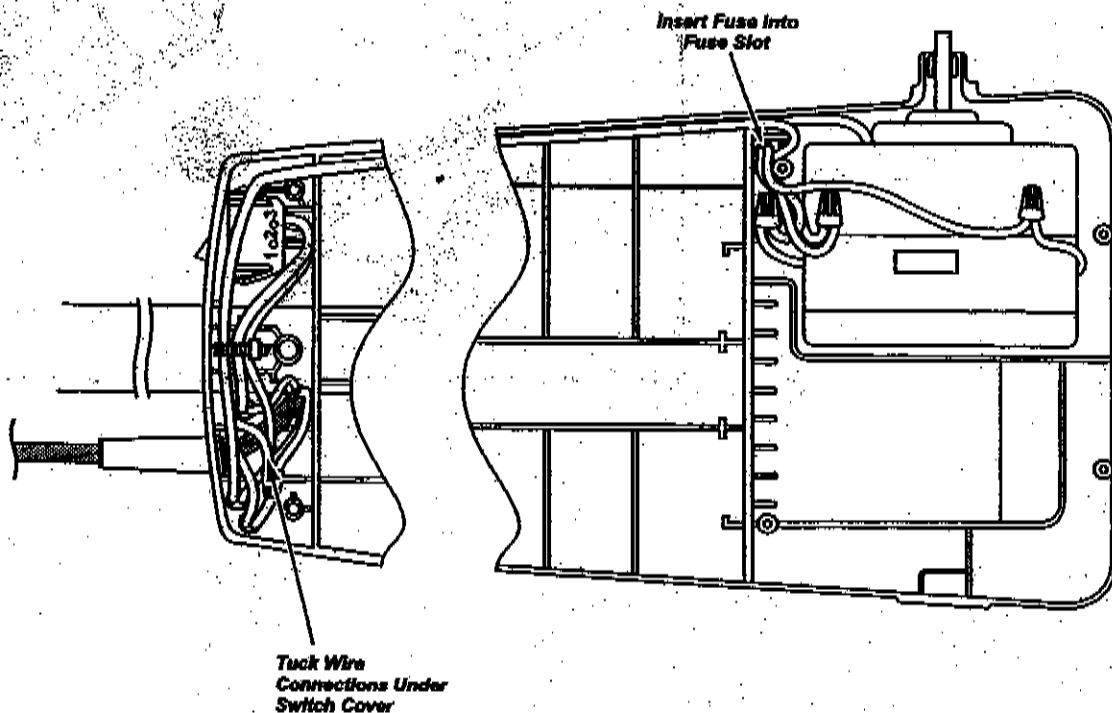 Insert Fuse Into
Fuse Slot
Tuck Wire
Connections Under
Switch Cover